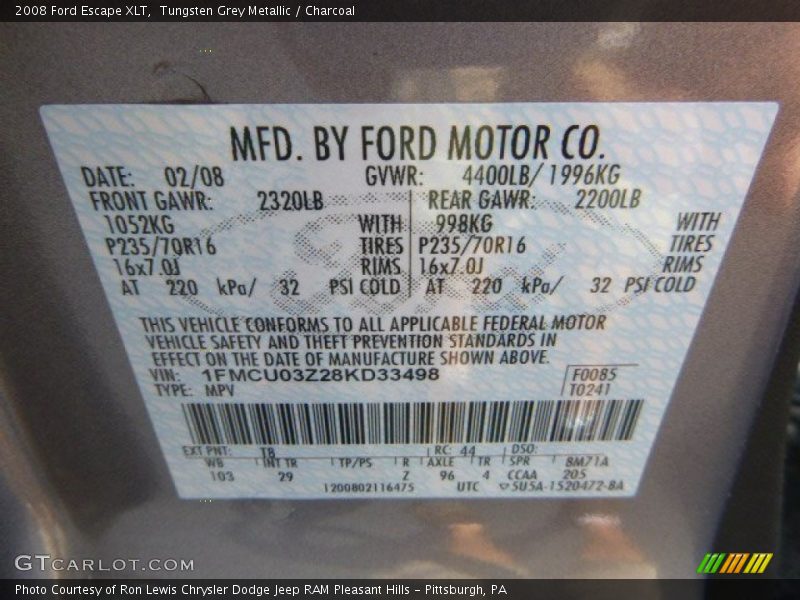 2008 Ford Escape XLT,  Tungsten Grey Metallic / Charcoal
MFD. BY FORD MOTOR CO.
DATE: 02/08 GVWR: 4400LB/ 1996KG
FRONT GAWR: 2320LB REAR GAWR: 2200LB
1052KG WITH 998KG WITH
P235/70R16 TIRES P235/70R16 TIRES
16x7.0J RIMS 16x7.0J RIMS
AT 220 kPa/ 32 PSI COLD AT 220 kPa/ 32 PSI COLD
THIS VEHICLE CONFORMS TO ALL APPLICABLE FEDERAL MOTOR
VEHICLE SAFETY AND THEFT PREVENTION STANDARDS IN
EFFECT ON THE DATE OF MANUFACTURE SHOWN ABOVE.
VIN: 1FMCU03Z28KD33498 F0085
TYPE: MPV T0241
EXT PNT: T8 RC: 44 DSO:
WB INT TR TP/PS R AXLE TR SPR 8M71A
103 29 Z 96 4 CCAA 205
1200802116475 UTC 5U5A-1520472-8A
GTCARLOT.COM
Photo Courtesy of Ron Lewis Chrysler Dodge Jeep RAM Pleasant Hills - Pittsburgh, PA